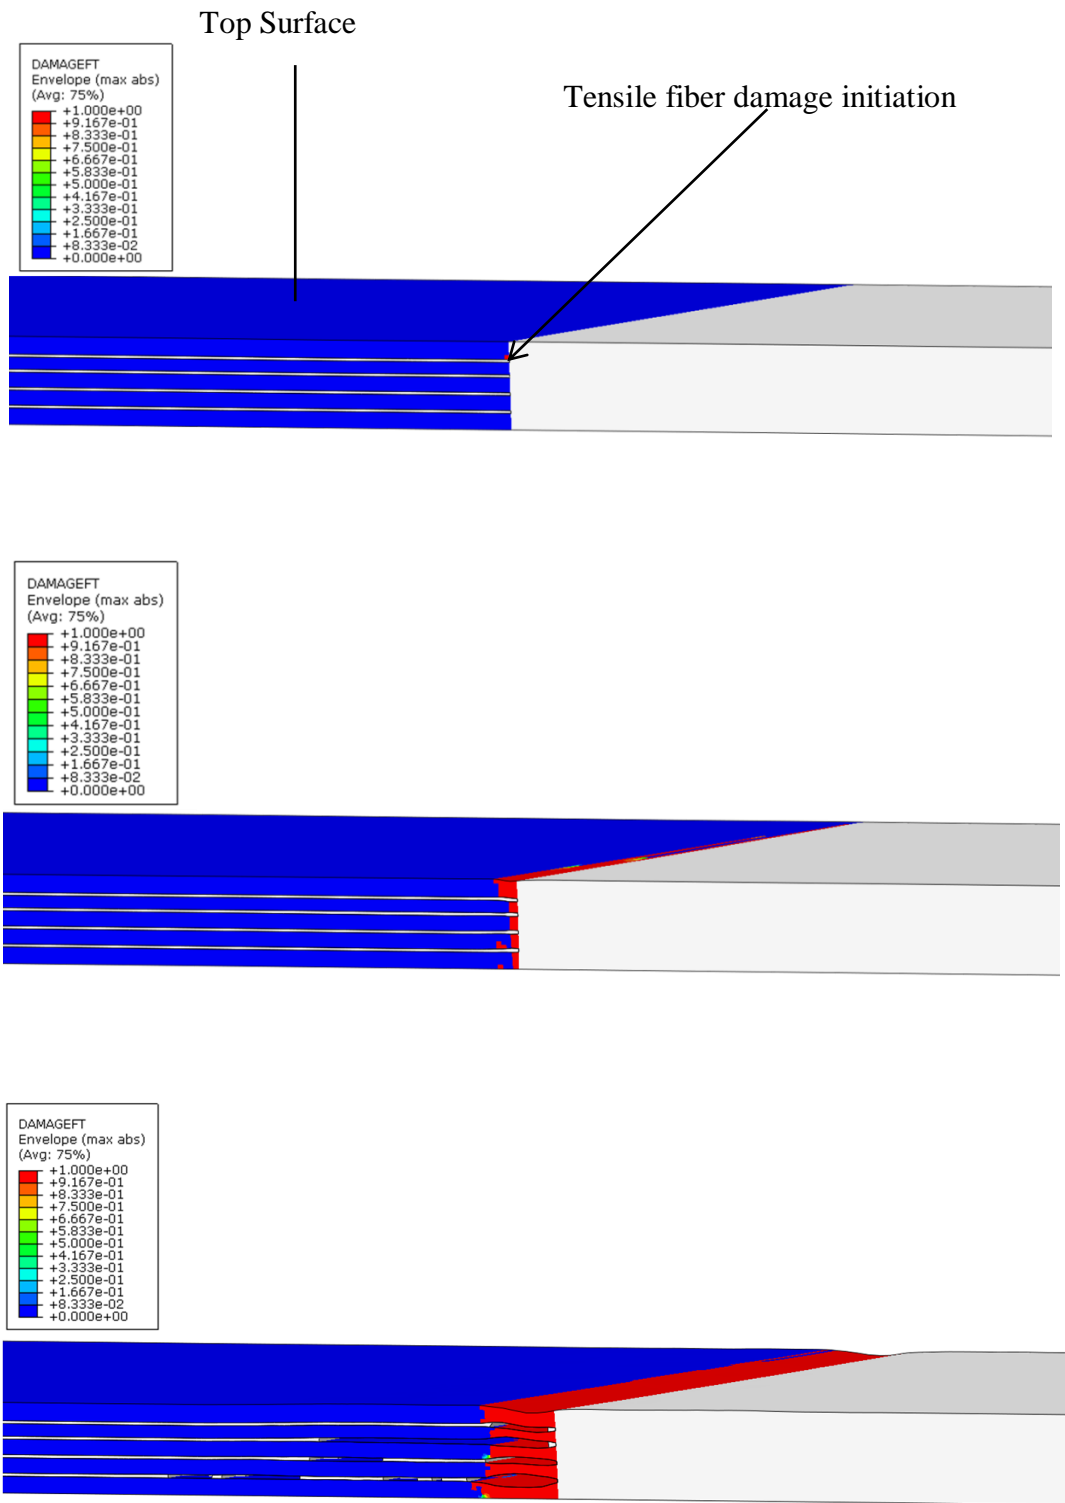 Top Surface
DAMAGEFT
Envelope (max abs)
(Avg: 75%)
+1.000e+00
+9.167e-01
+8.333e-01
+7.500e-01
+6.667e-01
+5.833e-01
+5.000e-01
+4.167e-01
+3.333e-01
+2.500e-01
+1.667e-01
+8.333e-02
+0.000e+00
Tensile fiber damage initiation
DAMAGEFT
Envelope (max abs)
(Avg: 75%)
+1.000e+00
+9.167e-01
+8.333e-01
+7.500e-01
+6.667e-01
+5.833e-01
+5.000e-01
+4.167e-01
+3.333e-01
+2.500e-01
+1.667e-01
+8.333e-02
+0.000e+00
DAMAGEFT
Envelope (max abs)
(Avg: 75%)
+1.000e+00
+9.167e-01
+8.333e-01
+7.500e-01
+6.667e-01
+5.833e-01
+5.000e-01
+4.167e-01
+3.333e-01
+2.500e-01
+1.667e-01
+8.333e-02
+0.000e+00